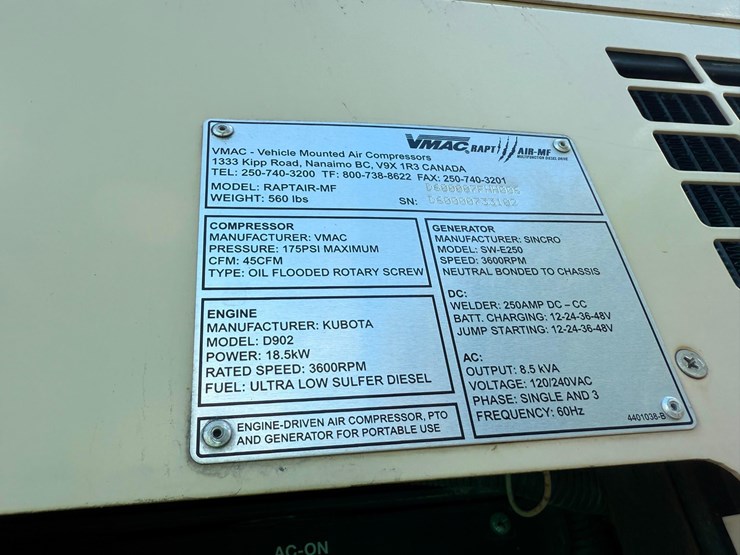 VMAC RAPTAIR-MF
MULTIFUNCTION DIESEL DRIVE
VMAC - Vehicle Mounted Air Compressors
1333 Kipp Road, Nanaimo BC, V9X 1R3 CANADA
TEL: 250-740-3200 TF: 800-738-8622 FAX: 250-740-3201
MODEL: RAPTAIR-MF
WEIGHT: 560 lbs
SN:
COMPRESSOR
MANUFACTURER: VMAC
PRESSURE: 175PSI MAXIMUM
CFM: 45CFM
TYPE: OIL FLOODED ROTARY SCREW
ENGINE
MANUFACTURER: KUBOTA
MODEL: D902
POWER: 18.5kW
RATED SPEED: 3600RPM
FUEL: ULTRA LOW SULFER DIESEL
ENGINE-DRIVEN AIR COMPRESSOR, PTO
AND GENERATOR FOR PORTABLE USE
GENERATOR
MANUFACTURER: SINCRO
MODEL: SW-E250
SPEED: 3600RPM
NEUTRAL BONDED TO CHASSIS
DC:
WELDER: 250AMP DC – CC
BATT. CHARGING: 12-24-36-48V
JUMP STARTING: 12-24-36-48V
AC:
OUTPUT: 8.5 kVA
VOLTAGE: 120/240VAC
PHASE: SINGLE AND 3
FREQUENCY: 60Hz
4401038-B
AC-ON